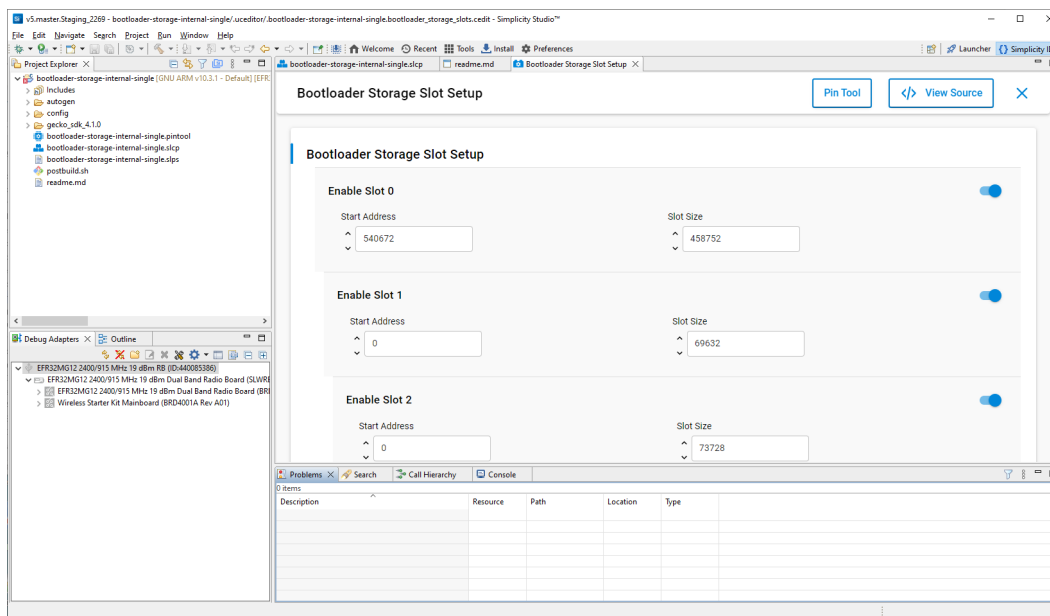 v5.master.Staging_2269 - bootloader-storage-internal-single/.uceditor/.bootloader-storage-internal-single.bootloader_storage_slots.cedit - Simplicity Studio™
File Edit Navigate Search Project Run Window Help
Welcome Recent Tools Install Preferences
Launcher Simplicity I
Project Explorer
bootloader-storage-internal-single [GNU ARM v10.3.1 - Default] [EFR
Includes
autogen
config
gecko_sdk_4.1.0
bootloader-storage-internal-single.pintool
bootloader-storage-internal-single.slcp
bootloader-storage-internal-single.slps
postbuild.sh
readme.md
bootloader-storage-internal-single.slcp readme.md Bootloader Storage Slot Setup
Bootloader Storage Slot Setup
Pin Tool
</> View Source
Bootloader Storage Slot Setup
Enable Slot 0
Start Address Slot Size
540672 458752
Enable Slot 1
Start Address Slot Size
0 69632
Enable Slot 2
Start Address Slot Size
0 73728
Debug Adapters Outline
EFR32MG12 2400/915 MHz 19 dBm RB (ID:440085386)
EFR32MG12 2400/915 MHz 19 dBm Dual Band Radio Board (SLWRE
EFR32MG12 2400/915 MHz 19 dBm Dual Band Radio Board (BRI
Wireless Starter Kit Mainboard (BRD4001A Rev A01)
Problems Search Call Hierarchy Console
0 items
Description Resource Path Location Type